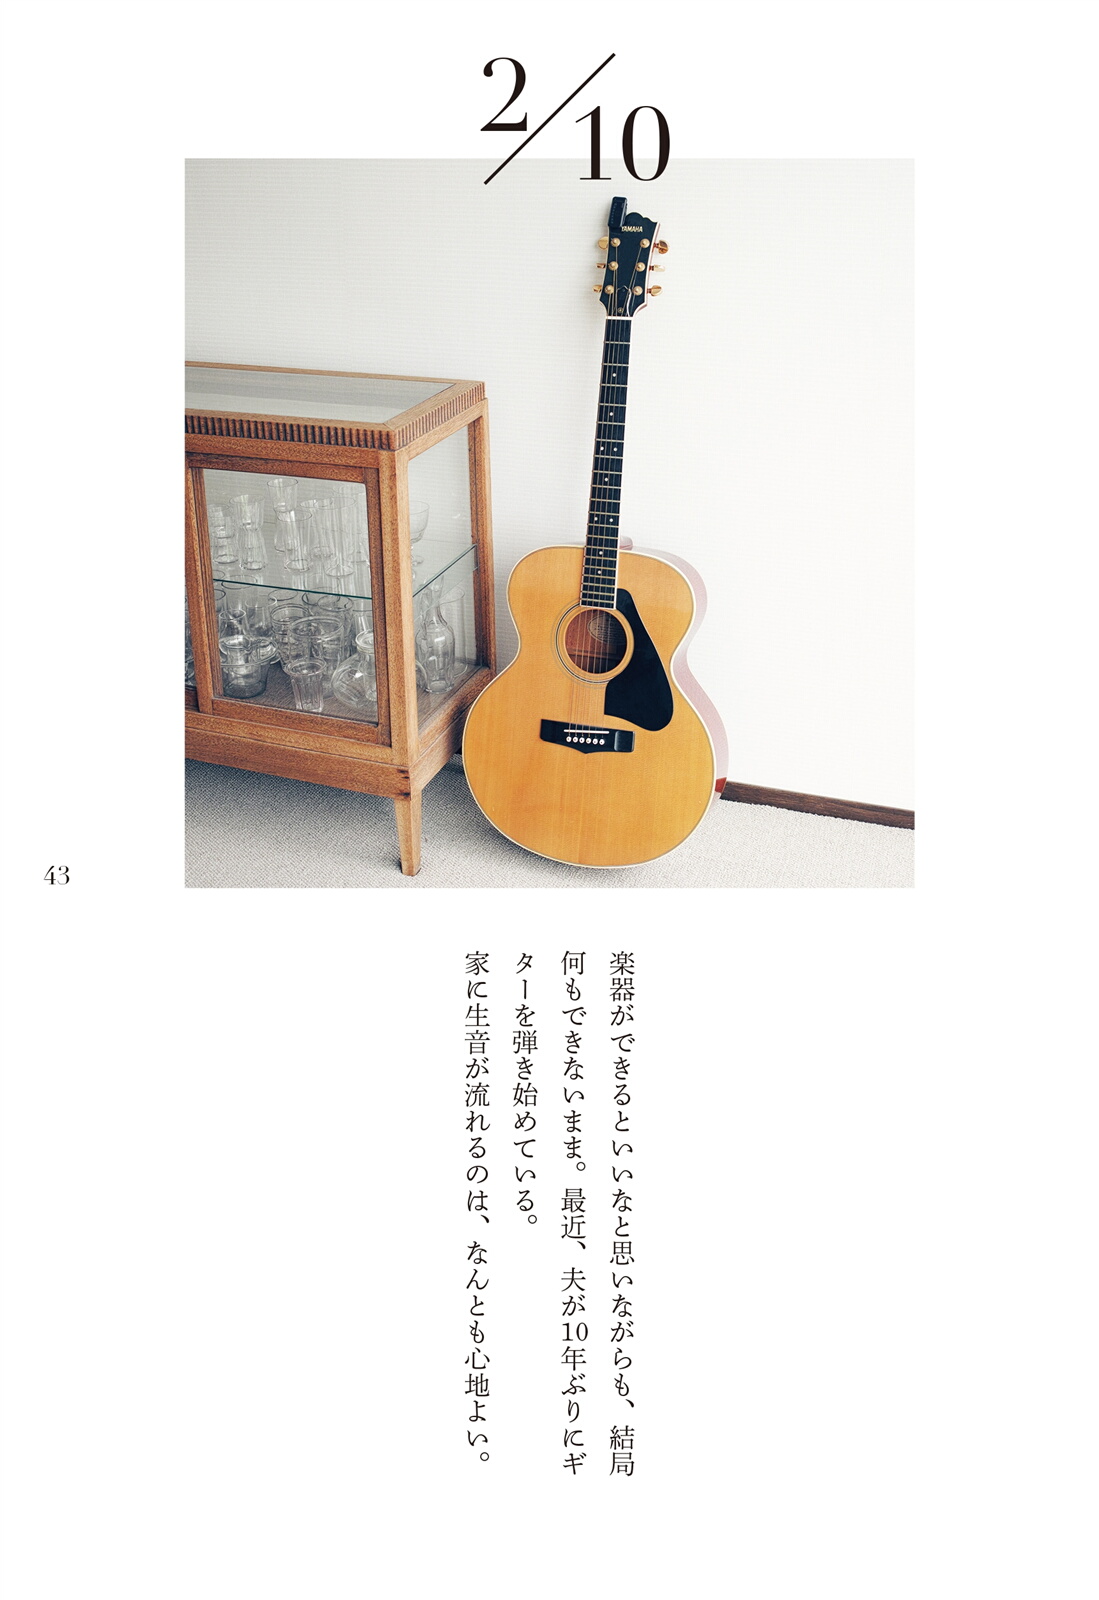 2/10
YAMAHA
楽器ができるといいなと思いながらも、結局
何もできないまま。最近、夫が10年ぶりにギ
ターを弾き始めている。
家に生音が流れるのは、なんとも心地よい。
43